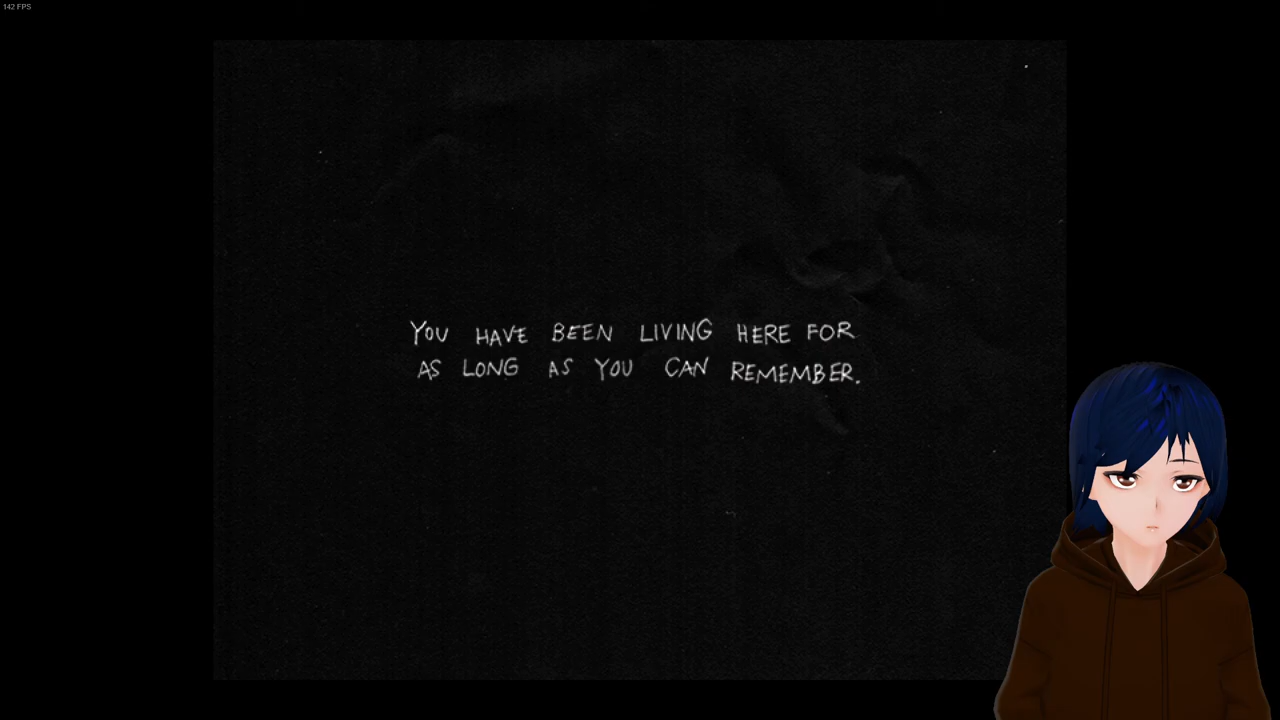 142 FPS
YOU HAVE BEEN LIVING HERE FOR
AS LONG AS YOU CAN REMEMBER.